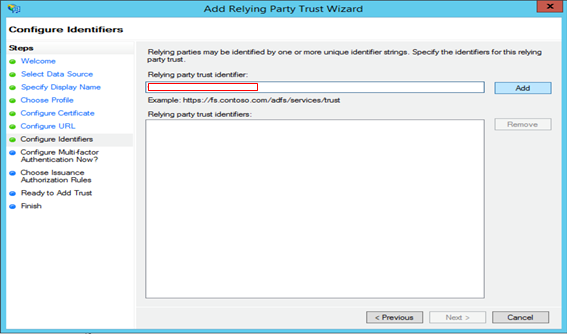 Add Relying Party Trust Wizard
Configure Identifiers
Steps
Welcome
Select Data Source
Specify Display Name
Choose Profile
Configure Certificate
Configure URL
Configure Identifiers
Configure Multi-factor
Authentication Now?
Choose Issuance
Authorization Rules
Ready to Add Trust
Finish
Relying parties may be identified by one or more unique identifier strings. Specify the identifiers for this relying
party trust.
Relying party trust identifier:
Add
Example: https://fs.contoso.com/adfs/services/trust
Relying party trust identifiers:
Remove
< Previous
Next >
Cancel